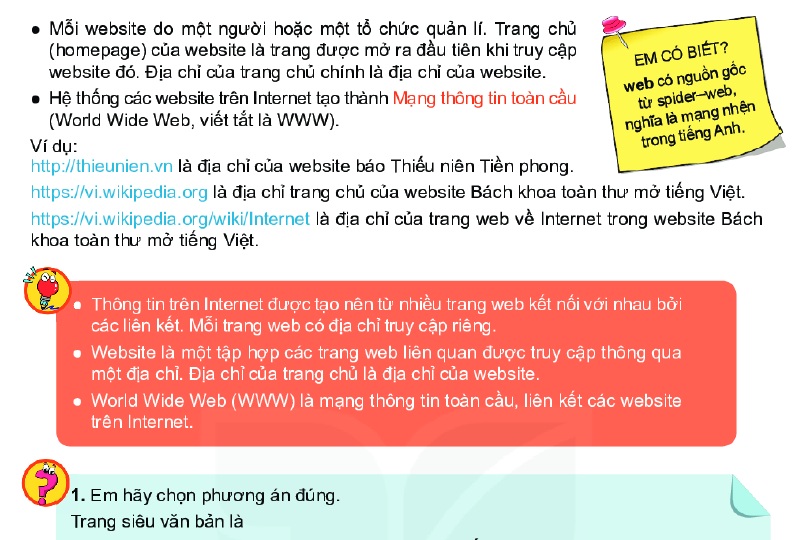 ● Mỗi website do một người hoặc một tổ chức quản lí. Trang chủ
(homepage) của website là trang được mở ra đầu tiên khi truy cập
website đó. Địa chỉ của trang chủ chính là địa chỉ của website.
● Hệ thống các website trên Internet tạo thành Mạng thông tin toàn cầu
(World Wide Web, viết tắt là WWW).
EM CÓ BIẾT?
web có nguồn gốc
từ spider–web,
nghĩa là mạng nhện
trong tiếng Anh.
Ví dụ:
http://thieunien.vn là địa chỉ của website báo Thiếu niên Tiền phong.
https://vi.wikipedia.org là địa chỉ trang chủ của website Bách khoa toàn thư mở tiếng Việt.
https://vi.wikipedia.org/wiki/Internet là địa chỉ của trang web về Internet trong website Bách
khoa toàn thư mở tiếng Việt.
● Thông tin trên Internet được tạo nên từ nhiều trang web kết nối với nhau bởi
các liên kết. Mỗi trang web có địa chỉ truy cập riêng.
● Website là một tập hợp các trang web liên quan được truy cập thông qua
một địa chỉ. Địa chỉ của trang chủ là địa chỉ của website.
● World Wide Web (WWW) là mạng thông tin toàn cầu, liên kết các website
trên Internet.
1. Em hãy chọn phương án đúng.
Trang siêu văn bản là